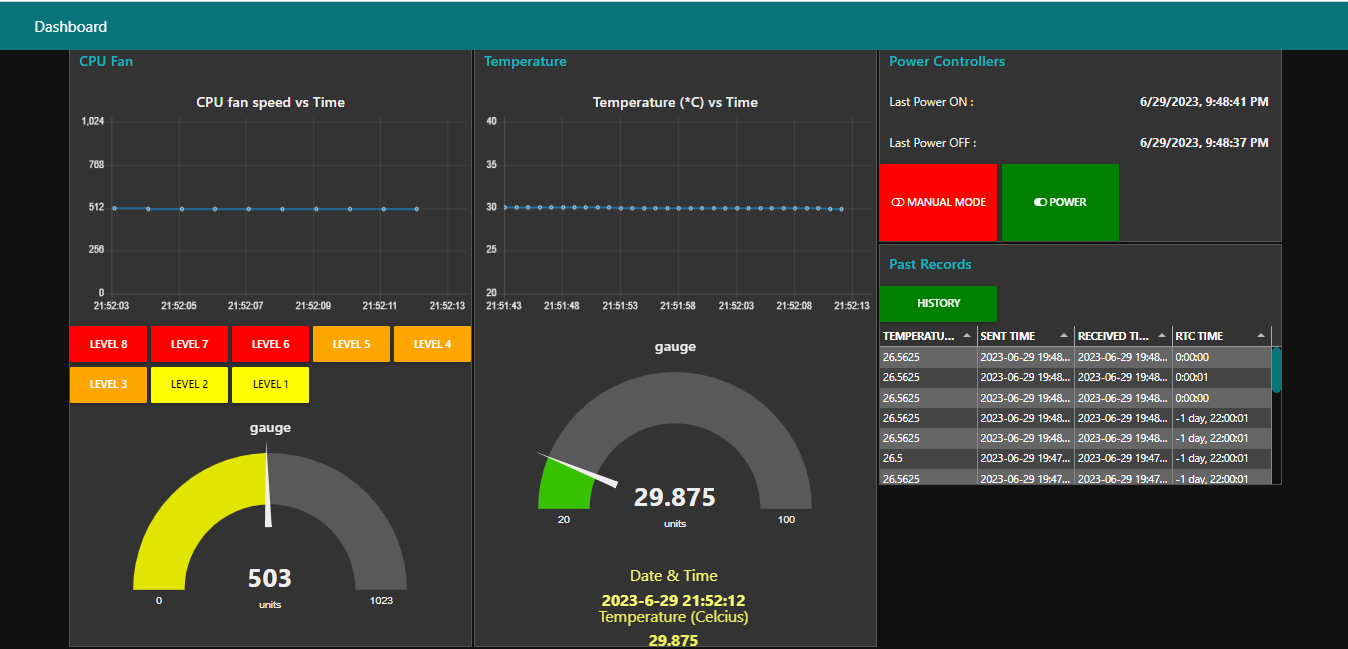 Dashboard
CPU Fan
CPU fan speed vs Time
1,024
768
512
256
0
21:52:03 21:52:05 21:52:07 21:52:09 21:52:11 21:52:13
LEVEL 8 LEVEL 7 LEVEL 6 LEVEL 5 LEVEL 4
LEVEL 3 LEVEL 2 LEVEL 1
gauge
503
units
0 1023
Temperature
Temperature (*C) vs Time
40
35
30
25
20
21:51:43 21:51:48 21:51:53 21:51:58 21:52:03 21:52:08 21:52:13
gauge
29.875
units
20 100
Date & Time
2023-6-29 21:52:12
Temperature (Celcius)
29.875
Power Controllers
Last Power ON : 6/29/2023, 9:48:41 PM
Last Power OFF : 6/29/2023, 9:48:37 PM
MANUAL MODE POWER
Past Records
HISTORY
TEMPERATU... SENT TIME RECEIVED TI... RTC TIME
26.5625 2023-06-29 19:48... 2023-06-29 19:48... 0:00:00
26.5625 2023-06-29 19:48... 2023-06-29 19:48... 0:00:01
26.5625 2023-06-29 19:48... 2023-06-29 19:48... 0:00:00
26.5625 2023-06-29 19:48... 2023-06-29 19:48... -1 day, 22:00:01
26.5625 2023-06-29 19:48... 2023-06-29 19:48... -1 day, 22:00:01
26.5 2023-06-29 19:47... 2023-06-29 19:47... -1 day, 22:00:01
26.5625 2023-06-29 19:47... 2023-06-29 19:47... -1 day, 22:00:01